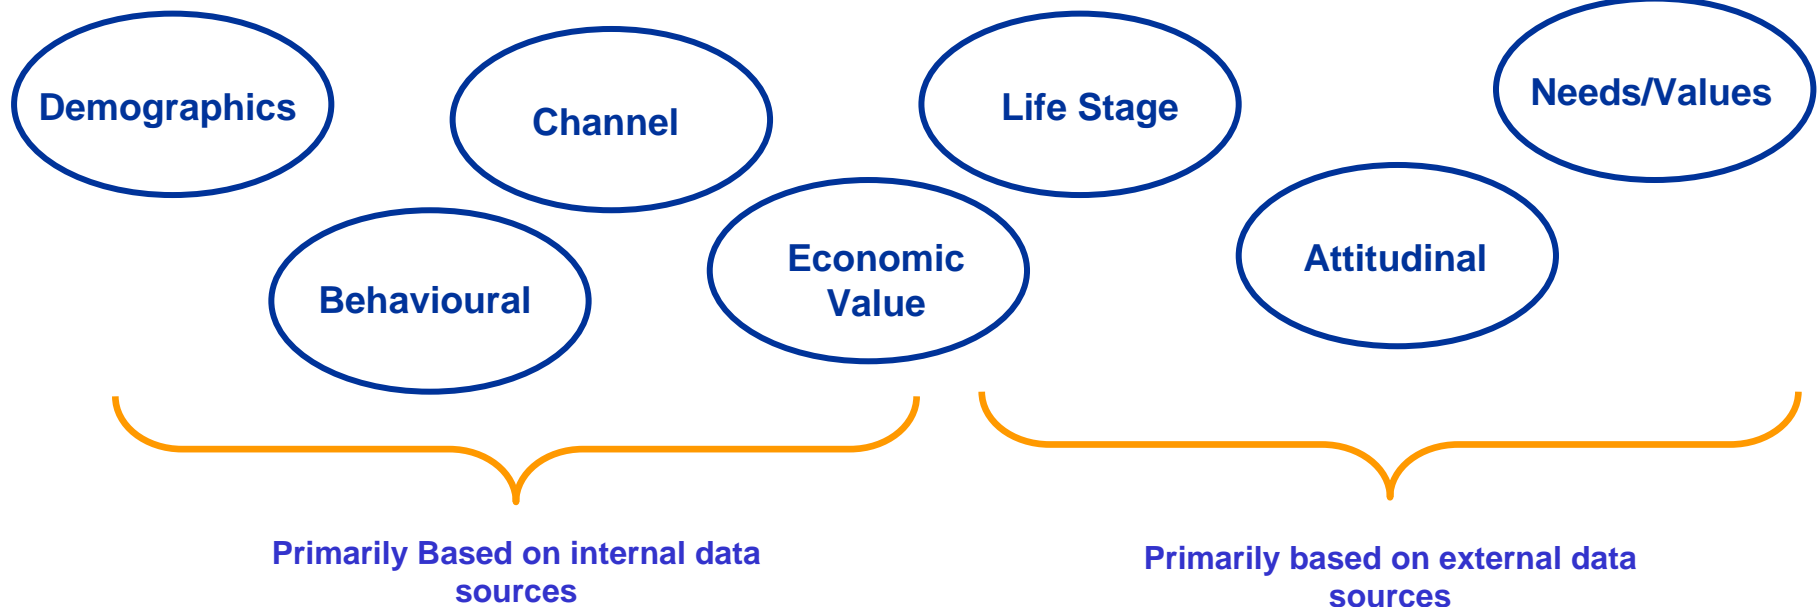 Demographics
Channel
Life Stage
Needs/Values
Behavioural
Economic
Value
Attitudinal
Primarily Based on internal data
sources
Primarily based on external data
sources